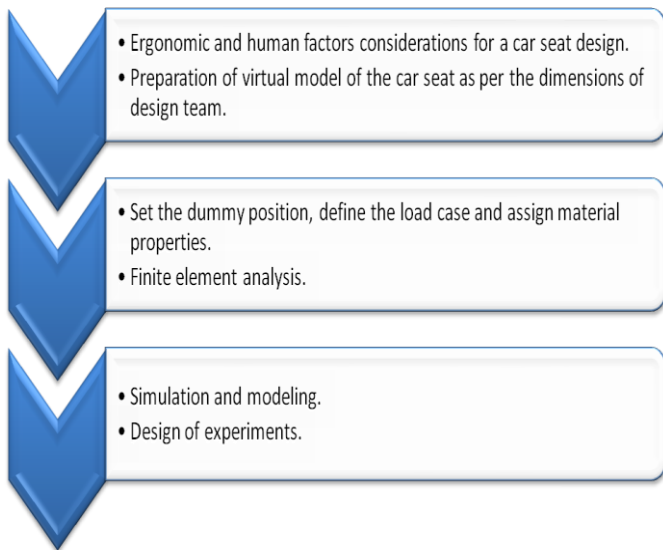 • Ergonomic and human factors considerations for a car seat design.
• Preparation of virtual model of the car seat as per the dimensions of
design team.
• Set the dummy position, define the load case and assign material
properties.
• Finite element analysis.
• Simulation and modeling.
• Design of experiments.